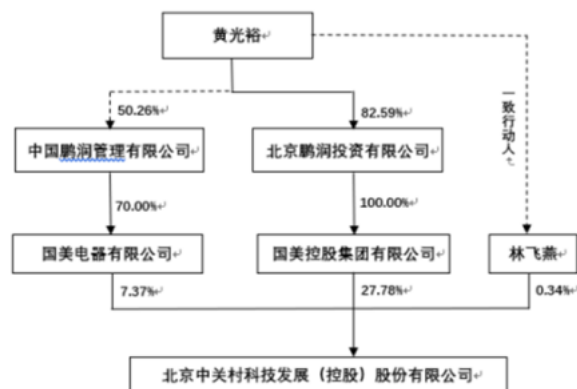 黄光裕
50.26%
82.59%
一致行动人
中国鹏润管理有限公司
北京鹏润投资有限公司
70.00%
100.00%
国美电器有限公司
国美控股集团有限公司
林飞燕
7.37%
27.78%
0.34%
北京中关村科技发展（控股）股份有限公司